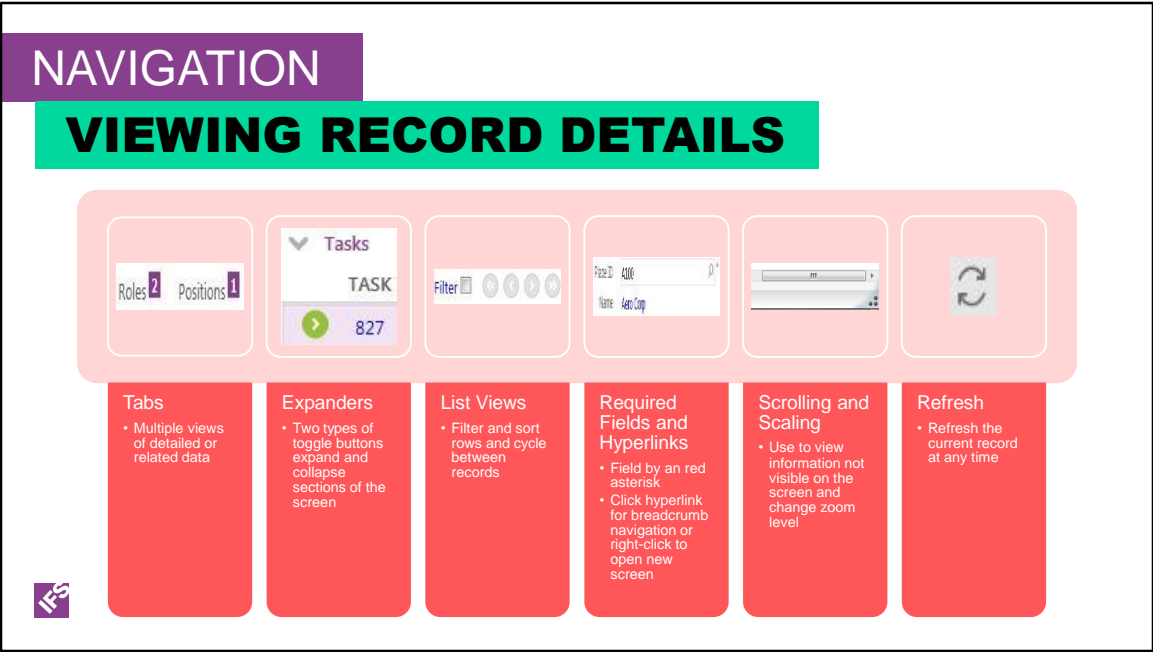 NAVIGATION
VIEWING RECORD DETAILS
Roles 2 Positions 1
Tasks
TASK
827
Filter
Place ID A100 *
Name Aero Corp
Tabs
• Multiple views
of detailed or
related data
Expanders
• Two types of
toggle buttons
expand and
collapse
sections of the
screen
List Views
• Filter and sort
rows and cycle
between
records
Required
Fields and
Hyperlinks
• Field by an red
asterisk
• Click hyperlink
for breadcrumb
navigation or
right-click to
open new
screen
Scrolling and
Scaling
• Use to view
information not
visible on the
screen and
change zoom
level
Refresh
• Refresh the
current record
at any time
IFS